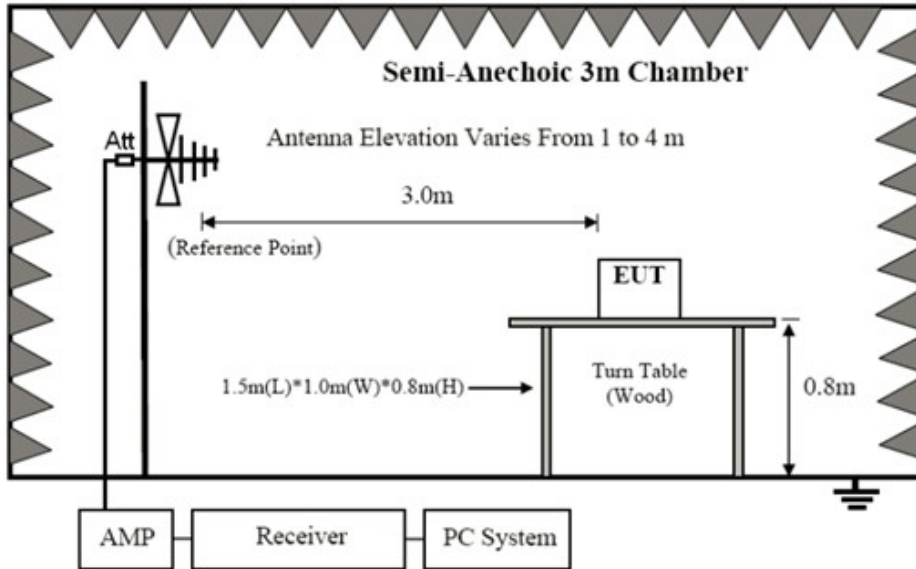 Semi-Anechoic 3m Chamber
Att
Antenna Elevation Varies From 1 to 4 m
3.0m
(Reference Point)
EUT
1.5m(L)*1.0m(W)*0.8m(H)
Turn Table
(Wood)
0.8m
AMP
Receiver
PC System